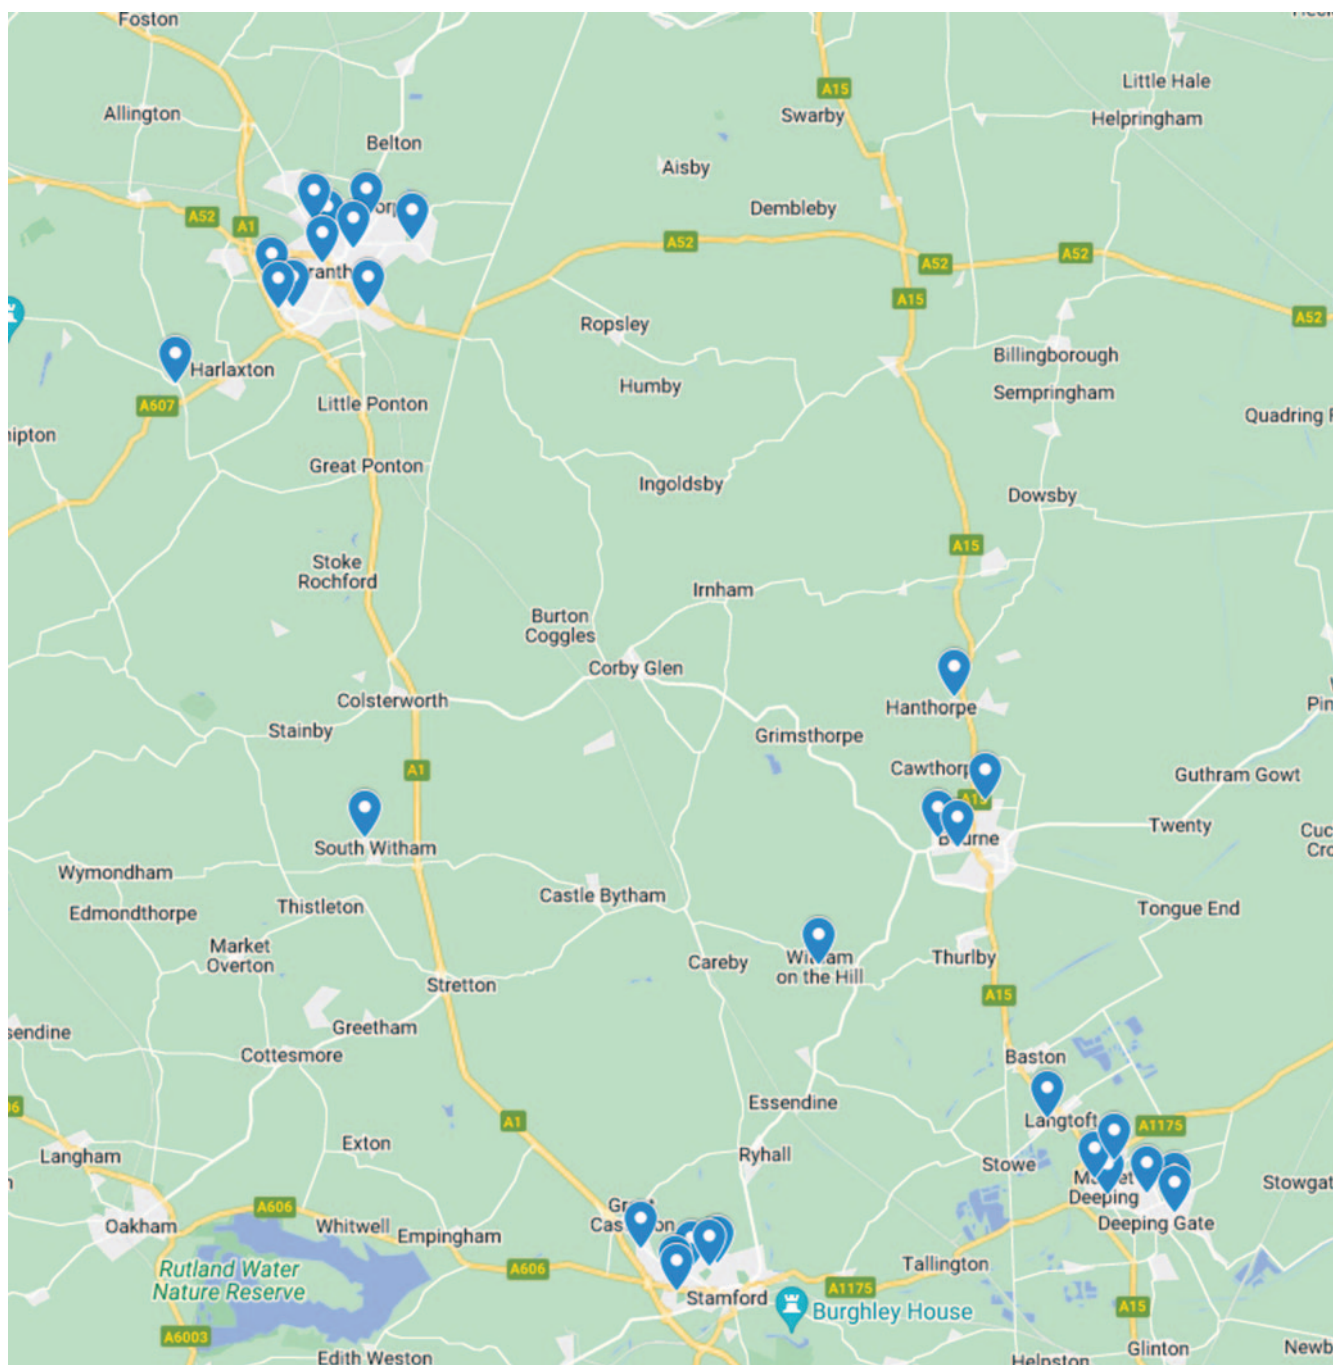 Foston
A15
Little Hale
Allington
Swarby
Helpringham
Belton
Aisby
Dembleby
A52
A1
A52
A52
A52
A15
A52
Ropsley
Billingborough
Harlaxton
Humby
Sempringham
A607
Little Ponton
Quadring
Great Ponton
Ingoldsby
Dowsby
A15
Stoke
Rochford
Irnham
Burton
Coggles
Corby Glen
Colsterworth
Hanthorpe
Stainby
Grimsthorpe
A1
Guthram Gowt
A15
South Witham
Twenty
Wymondham
Castle Bytham
Edmondthorpe
Thistleton
Tongue End
Market
Overton
Careby
on the Hill
Thurlby
Stretton
A15
Greetham
Cottesmore
Baston
Essendine
A1
Langtoft
A1175
Exton
Langham
Ryhall
Stowe
Deeping
A606
Oakham
Whitwell
Empingham
Deeping Gate
A606
Tallington
Rutland Water
Nature Reserve
Stamford
A1175
Burghley House
A15
A6003
Edith Weston
Glinton
Helpston